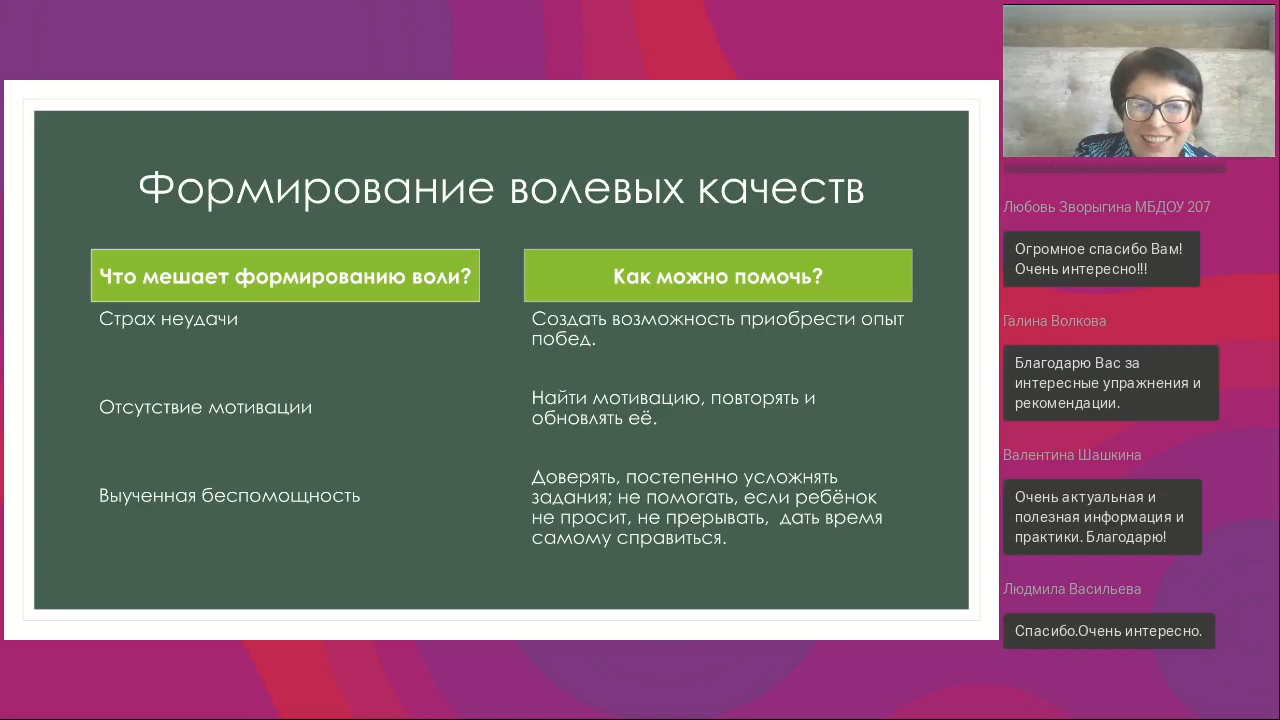 Формирование волевых качеств
Что мешает формированию воли?
Как можно помочь?
Страх неудачи
Создать возможность приобрести опыт
побед.
Отсутствие мотивации
Найти мотивацию, повторять и
обновлять её.
Выученная беспомощность
Доверять, постепенно усложнять
задания; не помогать, если ребёнок
не просит, не прерывать, дать время
самому справиться.
Любовь Зворыгина МБДОУ 207
Огромное спасибо Вам!
Очень интересно!!!
Галина Волкова
Благодарю Вас за
интересные упражнения и
рекомендации.
Валентина Шашкина
Очень актуальная и
полезная информация и
практики. Благодарю!
Людмила Васильева
Спасибо.Очень интересно.